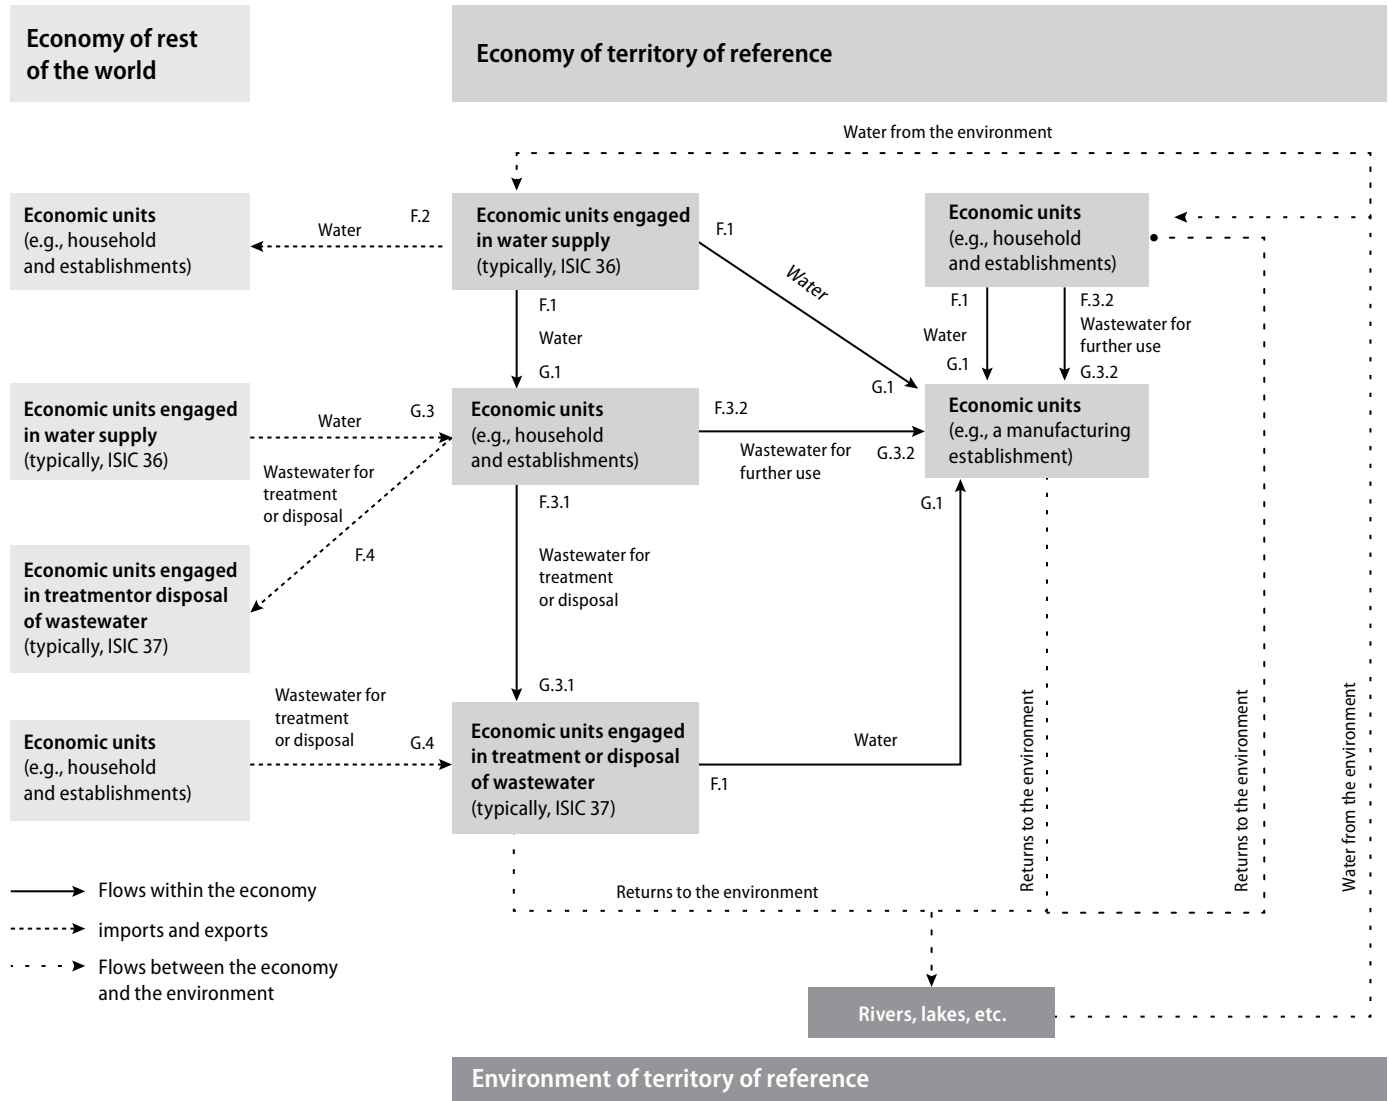 Economy of rest
of the world
Economy of territory of reference
Water from the environment
Economic units
(e.g., household
and establishments)
Water
F.2
Economic units engaged
in water supply
(typically, ISIC 36)
F.1
Water
Economic units
(e.g., household
and establishments)
F.1
Water
G.1
F.1
Water
G.1
F.3.2
Wastewater for
further use
G.3.2
G.1
Economic units engaged
in water supply
(typically, ISIC 36)
Water
G.3
Economic units
(e.g., household
and establishments)
F.3.2
Wastewater for
further use
G.3.2
Economic units
(e.g., a manufacturing
establishment)
G.1
Wastewater for
treatment
or disposal
F.4
F.3.1
Wastewater for
treatment
or disposal
G.3.1
Economic units engaged
in treatmentor disposal
of wastewater
(typically, ISIC 37)
Economic units
(e.g., household
and establishments)
Wastewater for
treatment
or disposal
G.4
Economic units engaged
in treatment or disposal
of wastewater
(typically, ISIC 37)
F.1
Water
Returns to the environment
Returns to the environment
Water from the environment
Returns to the environment
Flows within the economy
imports and exports
Flows between the economy
and the environment
Rivers, lakes, etc.
Environment of territory of reference